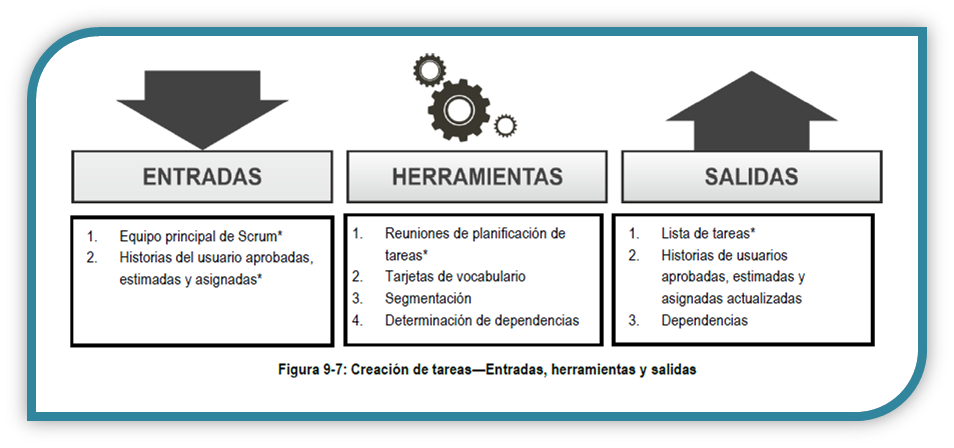 ENTRADAS
HERRAMIENTAS
SALIDAS
1. Equipo principal de Scrum*
2. Historias del usuario aprobadas,
estimadas y asignadas*
1. Reuniones de planificación de
tareas*
2. Tarjetas de vocabulario
3. Segmentación
4. Determinación de dependencias
1. Lista de tareas*
2. Historias de usuarios
aprobadas, estimadas y
asignadas actualizadas
3. Dependencias
Figura 9-7: Creación de tareas—Entradas, herramientas y salidas